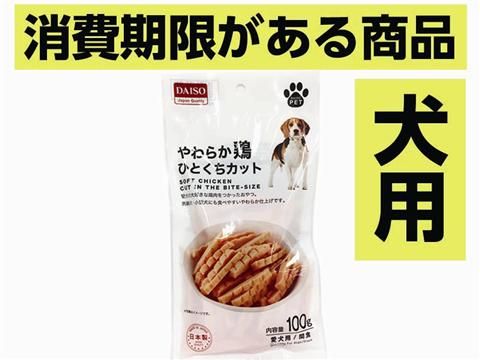 消費期限がある商品
犬用
DAISO
Japan Quality
PET
やわらか鶏
ひとくちカット
SOFT CHICKEN
CUT IN THE BITE-SIZE
内容量 100g
日本製
愛犬用/間食